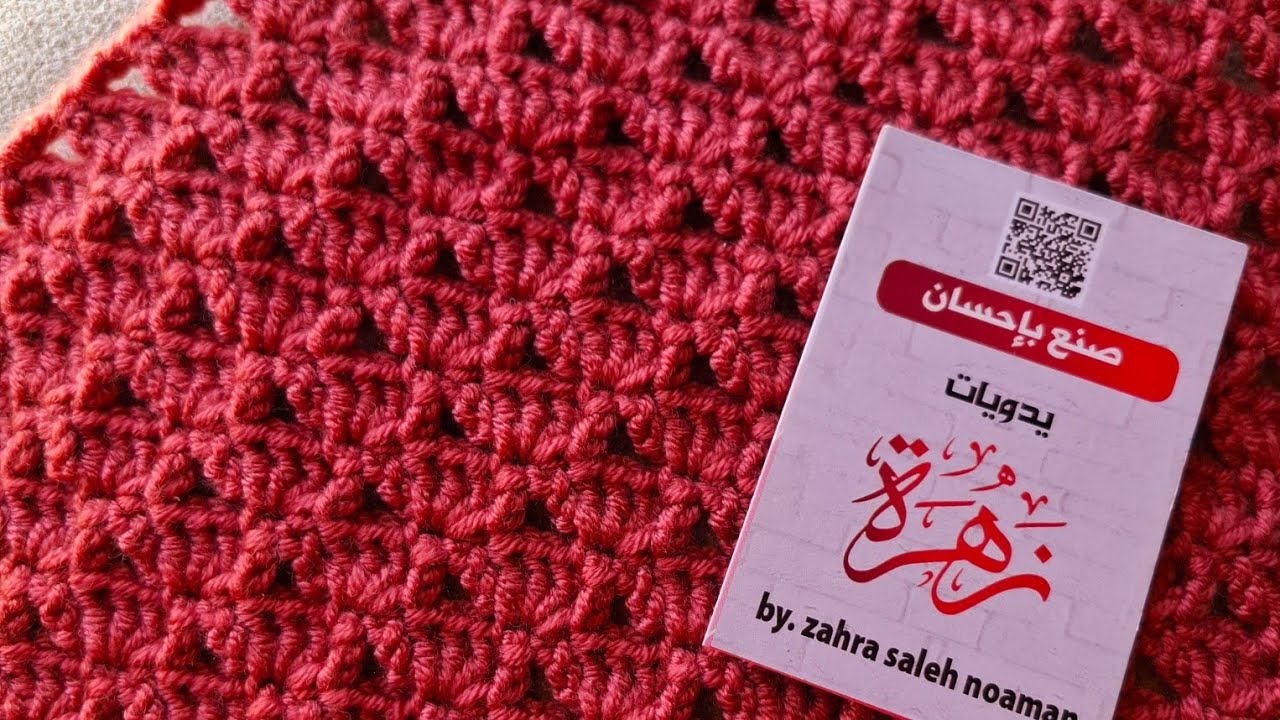 صنع بإحسان
يدويات
زهرة
by. zahra saleh noaman